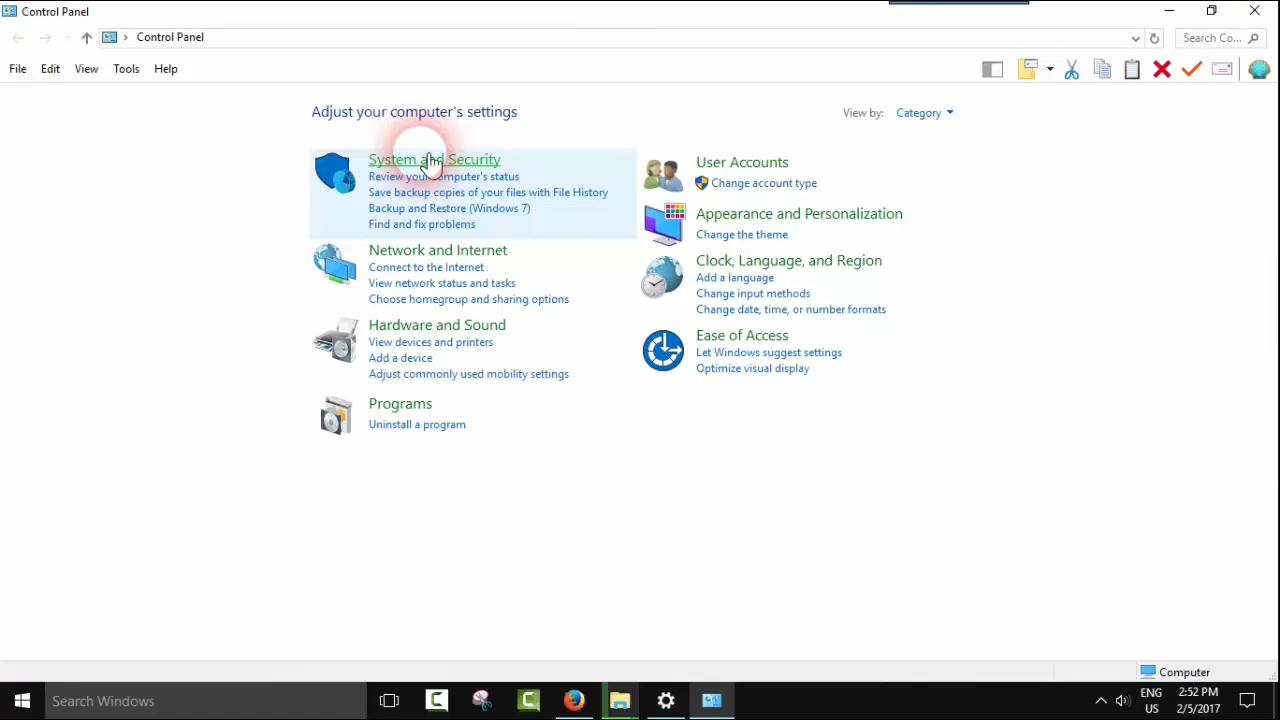 Control Panel
Control Panel
Search Co...
File Edit View Tools Help
Adjust your computer's settings
View by: Category
System and Security
Review your computer's status
Save backup copies of your files with File History
Backup and Restore (Windows 7)
Find and fix problems
Network and Internet
Connect to the Internet
View network status and tasks
Choose homegroup and sharing options
Hardware and Sound
View devices and printers
Add a device
Adjust commonly used mobility settings
Programs
Uninstall a program
User Accounts
Change account type
Appearance and Personalization
Change the theme
Clock, Language, and Region
Add a language
Change input methods
Change date, time, or number formats
Ease of Access
Let Windows suggest settings
Optimize visual display
Computer
Search Windows
ENG
US
2:52 PM
2/5/2017